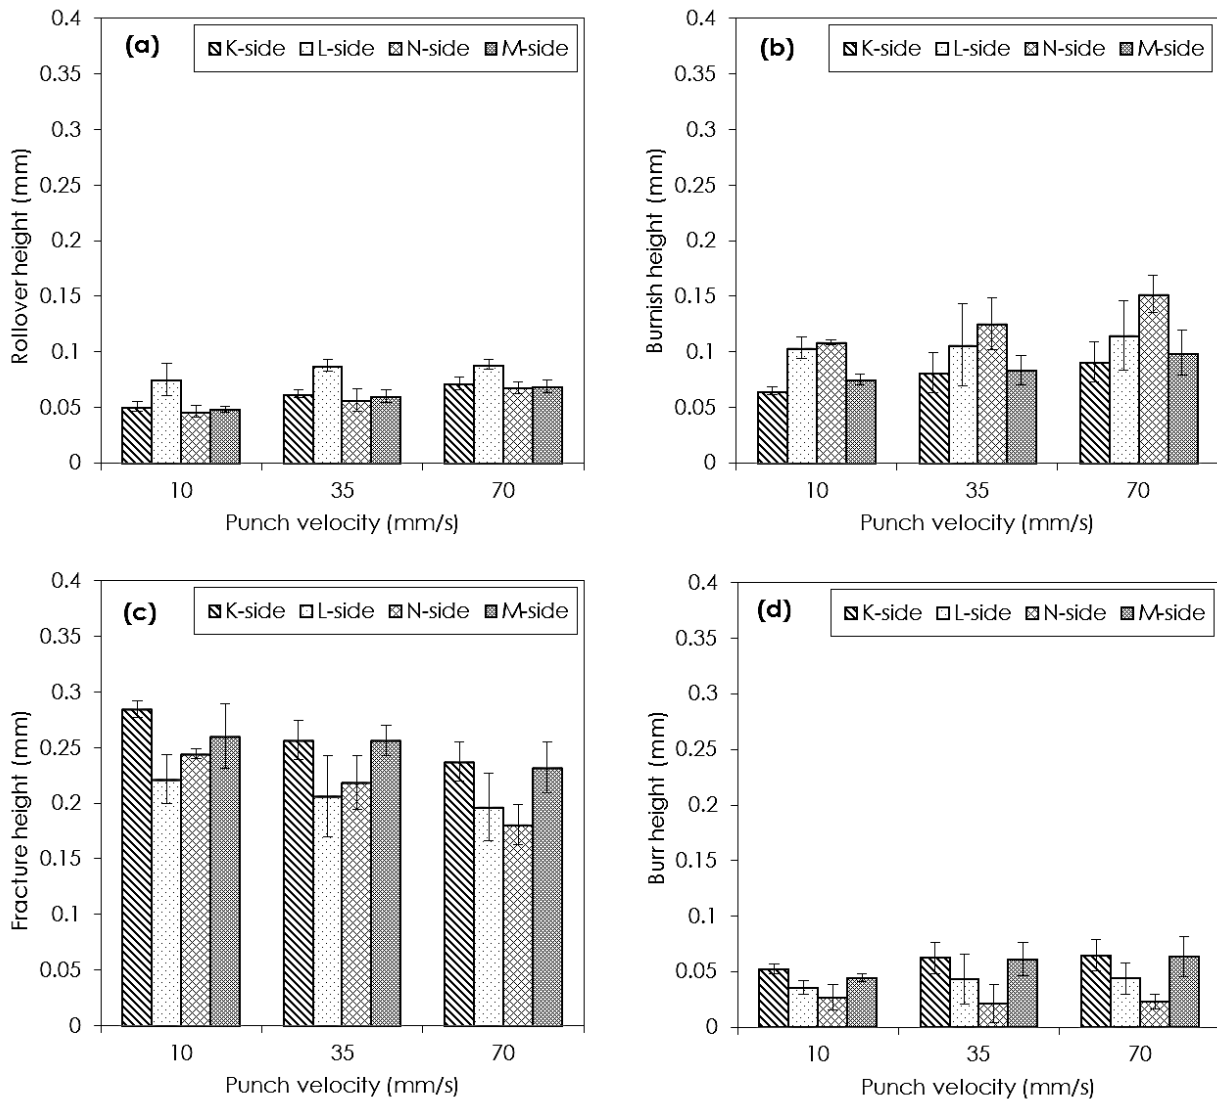 (a)
K-side L-side N-side M-side
Rollover height (mm)
0.4
0.35
0.3
0.25
0.2
0.15
0.1
0.05
0
10 35 70
Punch velocity (mm/s)
(b)
K-side L-side N-side M-side
Burnish height (mm)
0.4
0.35
0.3
0.25
0.2
0.15
0.1
0.05
0
10 35 70
Punch velocity (mm/s)
(c)
K-side L-side N-side M-side
Fracture height (mm)
0.4
0.35
0.3
0.25
0.2
0.15
0.1
0.05
0
10 35 70
Punch velocity (mm/s)
(d)
K-side L-side N-side M-side
Burr height (mm)
0.4
0.35
0.3
0.25
0.2
0.15
0.1
0.05
0
10 35 70
Punch velocity (mm/s)